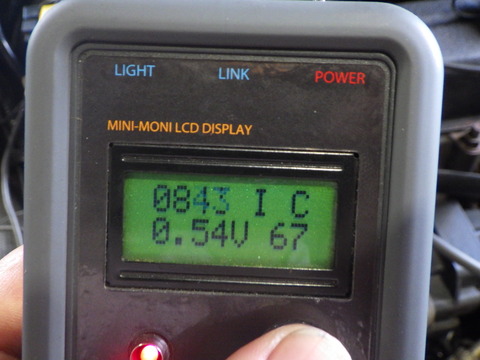 LIGHT LINK POWER
MINI-MONI LCD DISPLAY
0843 I C
0.54V 67